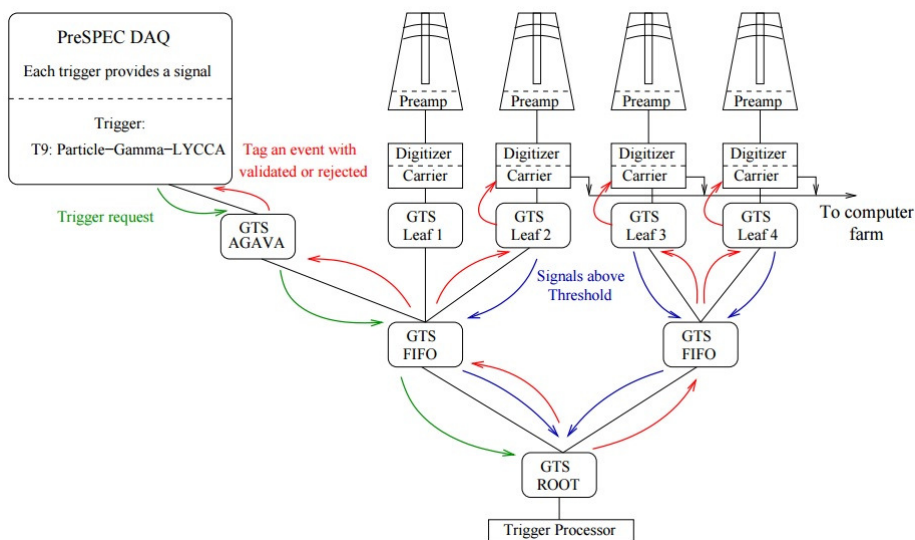 PreSPEC DAQ
Each trigger provides a signal
Trigger:
T9: Particle−Gamma−LYCCA
Preamp
Preamp
Preamp
Preamp
Digitizer
Carrier
Digitizer
Carrier
Digitizer
Carrier
Digitizer
Carrier
Tag an event with
validated or rejected
Trigger request
GTS
AGAVA
GTS
Leaf 1
GTS
Leaf 2
GTS
Leaf 3
GTS
Leaf 4
To computer
farm
Signals above
Threshold
GTS
FIFO
GTS
FIFO
GTS
ROOT
Trigger Processor